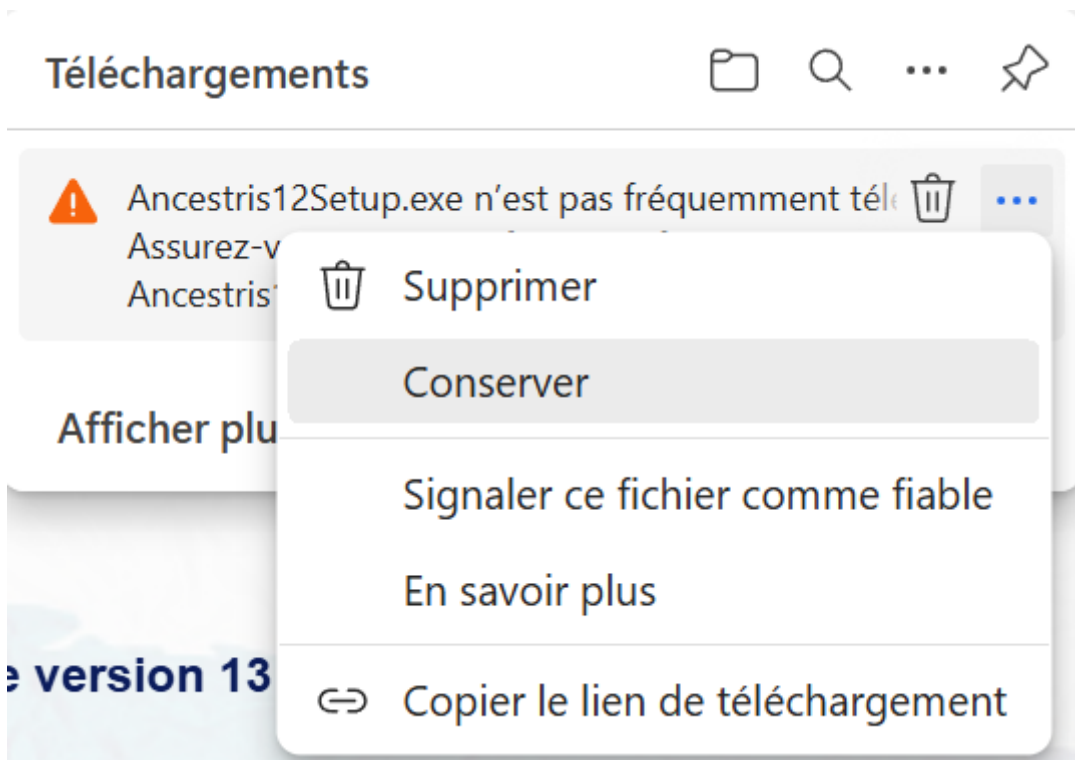 Téléchargements
Ancestris12Setup.exe n’est pas fréquemment tél
Assurez-v
Ancestris1
Supprimer
Conserver
Afficher plu
Signaler ce fichier comme fiable
En savoir plus
e version 13
Copier le lien de téléchargement